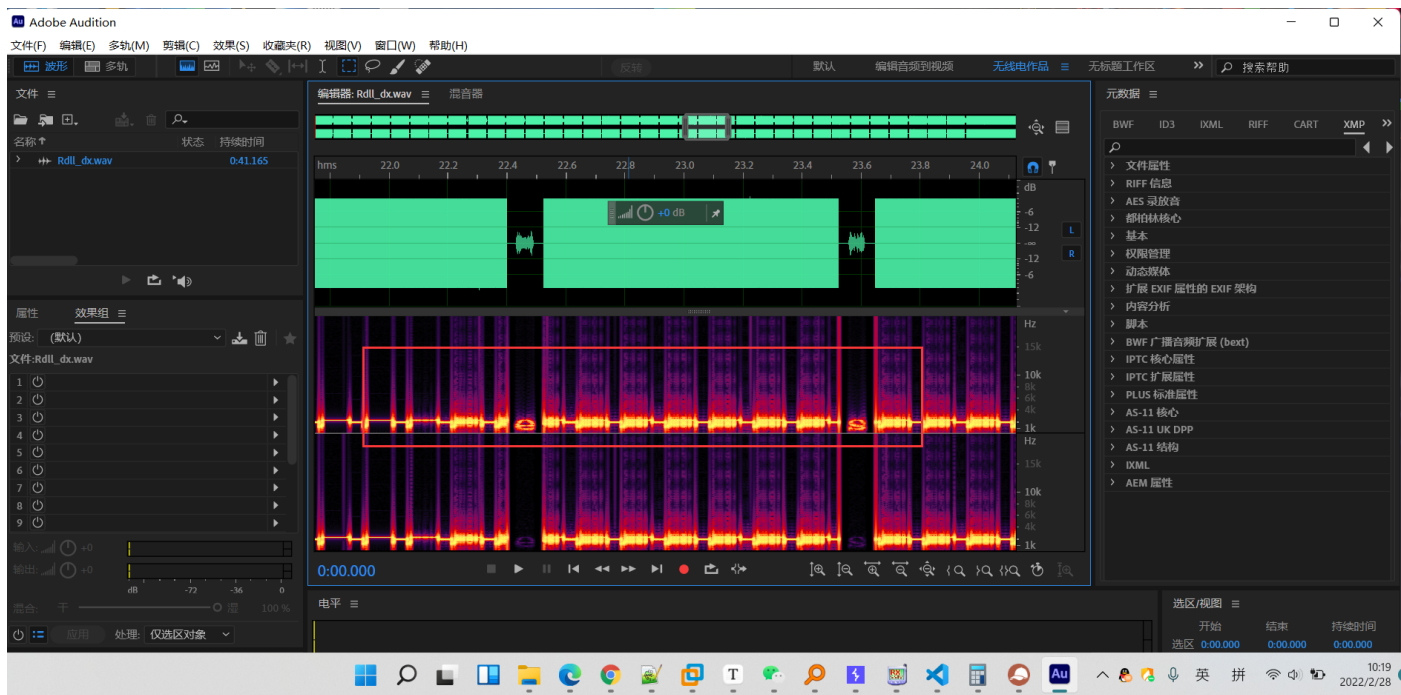 Au Adobe Audition
文件(F) 编辑(E) 多轨(M) 剪辑(C) 效果(S) 收藏夹(R) 视图(V) 窗口(W) 帮助(H)
波形 多轨 反转 默认 编辑音频到视频 无线电作品 无标题工作区 搜索帮助
文件
名称 状态 持续时间
Rdll_dx.wav 0:41.165
属性 效果组
预设: (默认)
文件:Rdll_dx.wav
1
2
3
4
5
6
7
8
9
输入: +0
输出: +0
dB -72 -36 0
混合: 干 湿 100 %
应用 处理: 仅选区对象
编辑器: Rdll_dx.wav 混音器
hms 22.0 22.2 22.4 22.6 22.8 23.0 23.2 23.4 23.6 23.8 24.0
dB
-6
-12
-∞
-12
-6
L
R
+0 dB
Hz
15k
10k
8k
6k
4k
1k
Hz
15k
10k
8k
6k
4k
1k
0:00.000
电平
元数据
BWF ID3 IXML RIFF CART XMP
文件属性
RIFF 信息
AES 录放音
都柏林核心
基本
权限管理
动态媒体
扩展 EXIF 属性的 EXIF 架构
内容分析
脚本
BWF 广播音频扩展 (bext)
IPTC 核心属性
IPTC 扩展属性
PLUS 标准属性
AS-11 核心
AS-11 UK DPP
AS-11 结构
IXML
AEM 属性
选区/视图
开始 结束 持续时间
选区 0:00.000 0:00.000 0:00.000
T Au 英 拼 10:19
2022/2/28